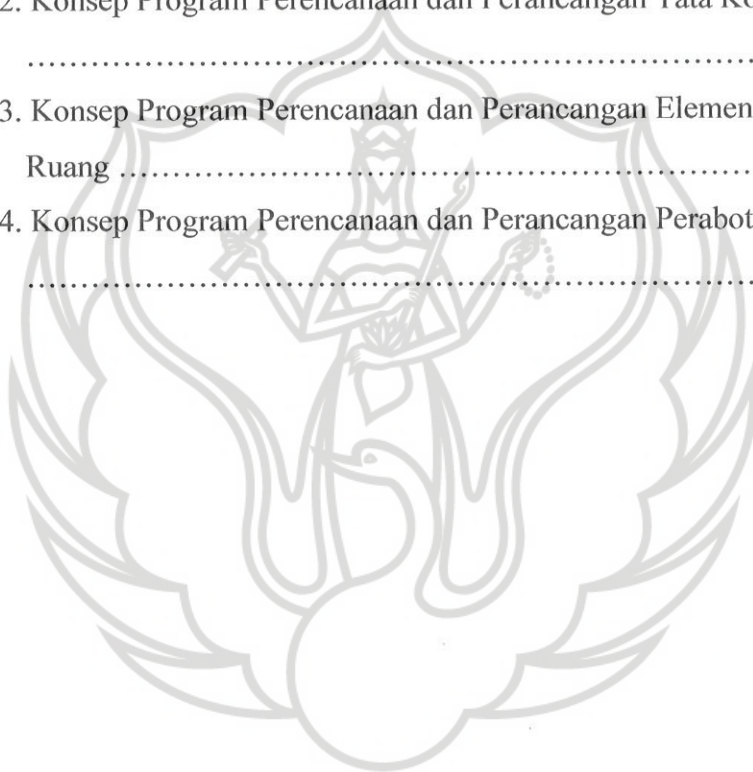 2. Konsep Program Perencanaan dan Perancangan Tata
................................................................................
3. Konsep Program Perencanaan dan Perancangan Elemen
Ruang ................................................................
4. Konsep Program Perencanaan dan Perancangan Perabot
................................................................................